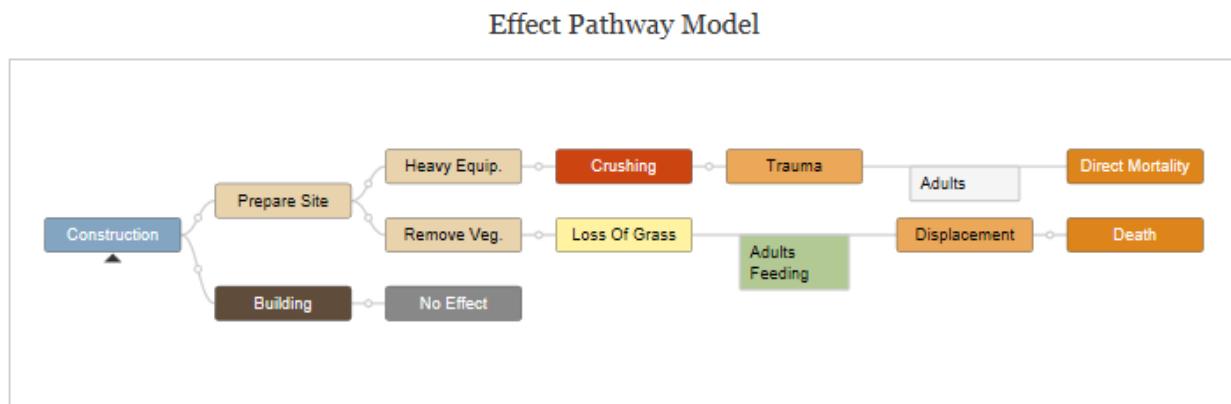 Effect Pathway Model
Heavy Equip.
Crushing
Trauma
Adults
Direct Mortality
Prepare Site
Construction
Remove Veg.
Loss Of Grass
Adults
Feeding
Displacement
Death
Building
No Effect